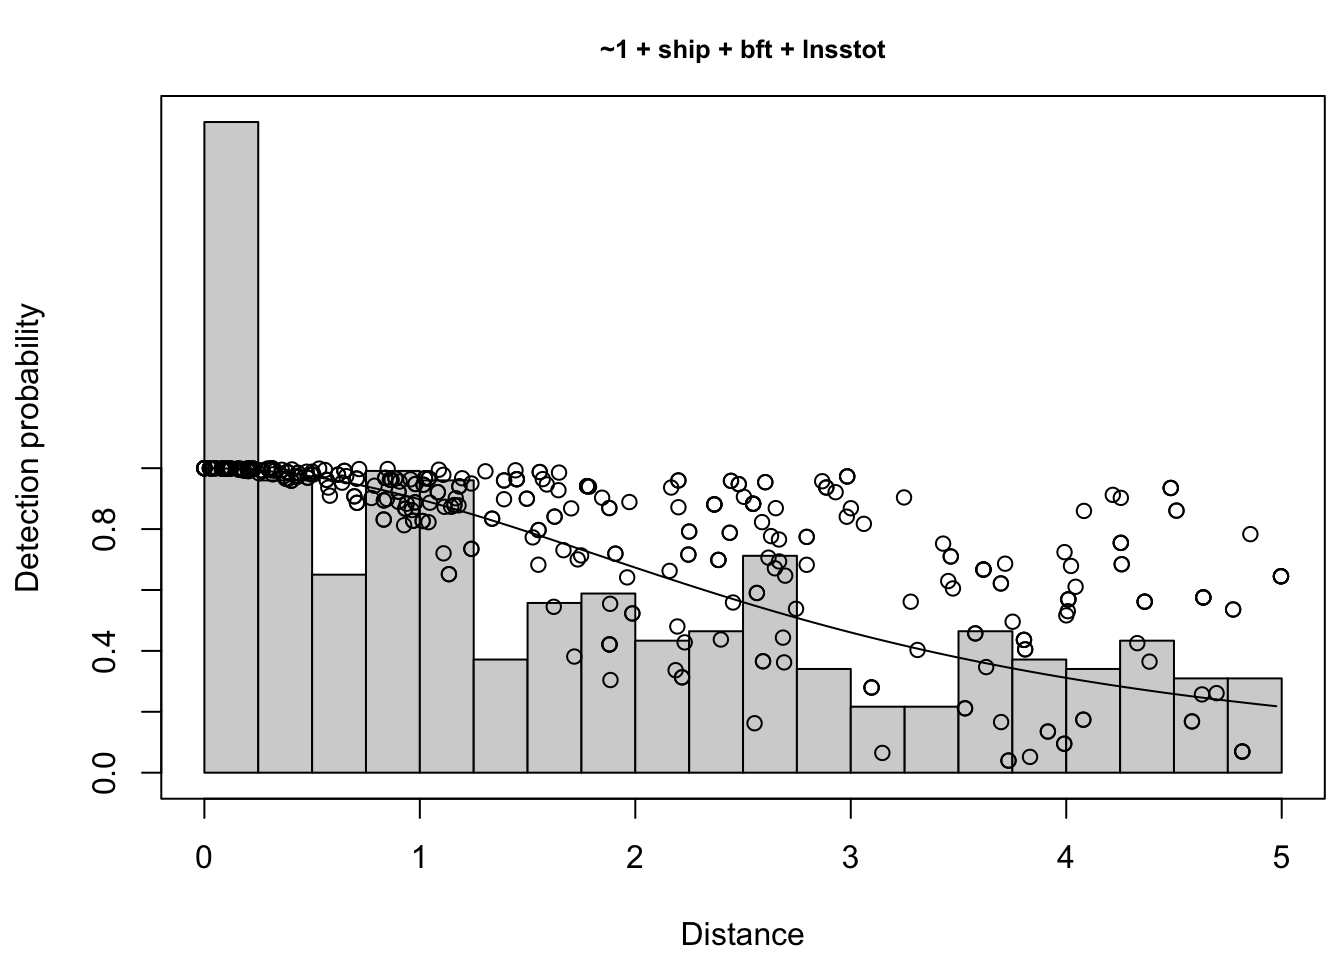 ~1 + ship + bft + lnsstot
Detection probability
0.8
0.4
0.0
0 1 2 3 4 5
Distance